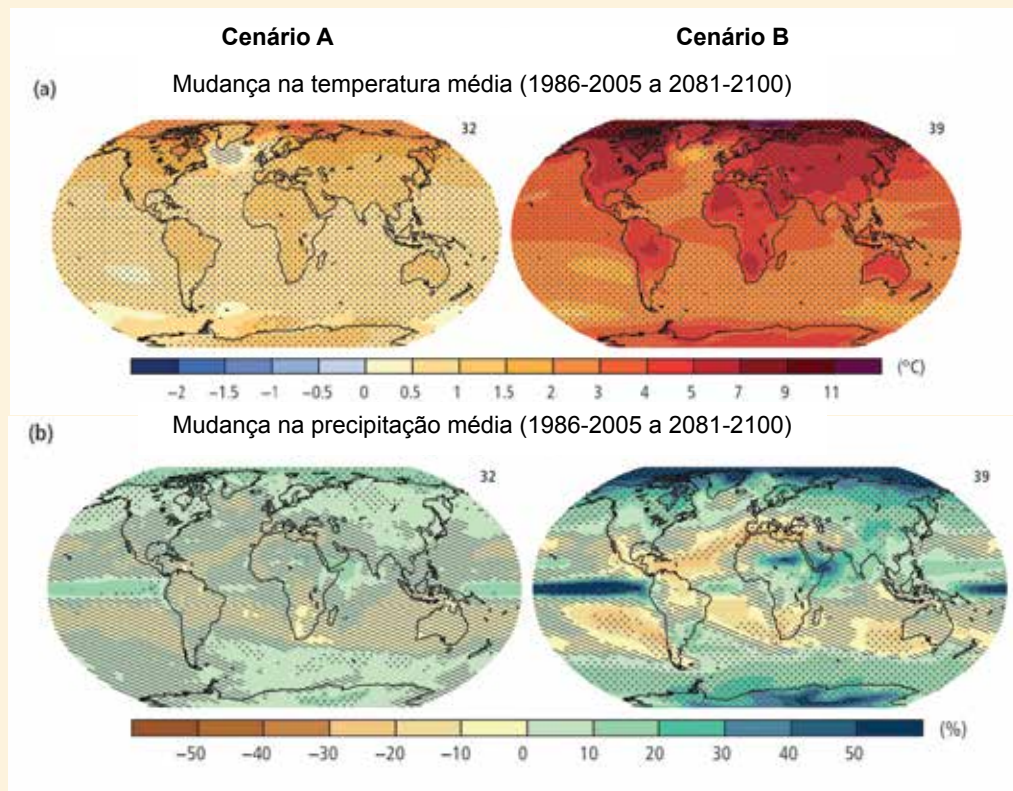 Cenário A Cenário B
(a) Mudança na temperatura média (1986-2005 a 2081-2100)
32 39
−2 −1.5 −1 −0.5 0 0.5 1 1.5 2 3 4 5 7 9 11 (°C)
(b) Mudança na precipitação média (1986-2005 a 2081-2100)
32 39
−50 −40 −30 −20 −10 0 10 20 30 40 50 (%)